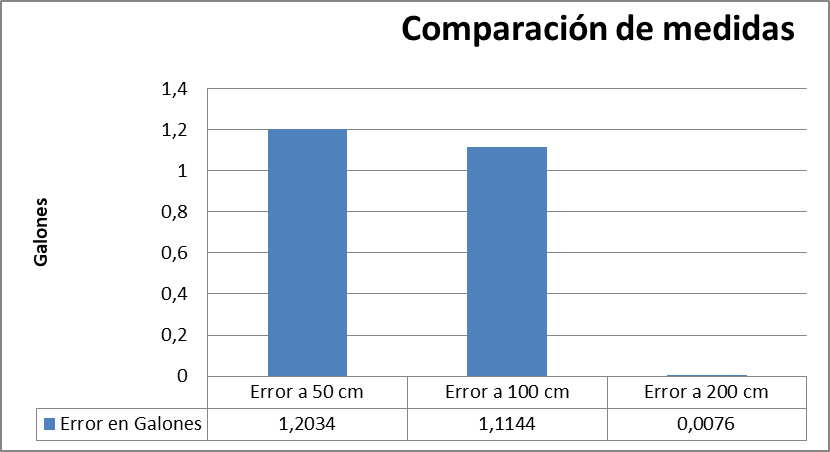 Comparación de medidas
Galones
1,4
1,2
1
0,8
0,6
0,4
0,2
0
Error a 50 cm Error a 100 cm Error a 200 cm
Error en Galones 1,2034 1,1144 0,0076